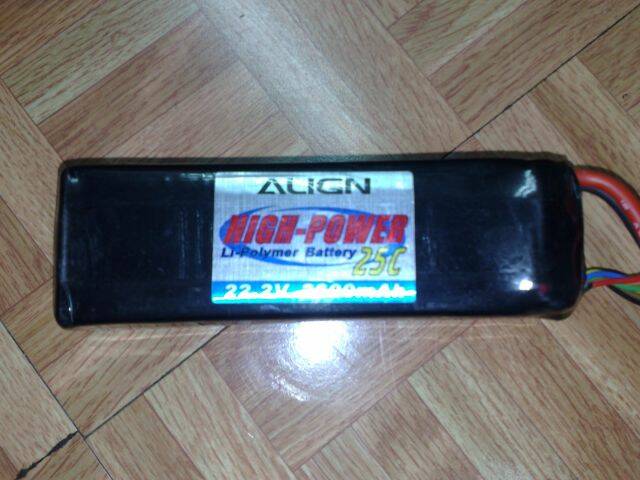 ALIGN
HIGH-POWER
Li-Polymer Battery
25C
22.2V